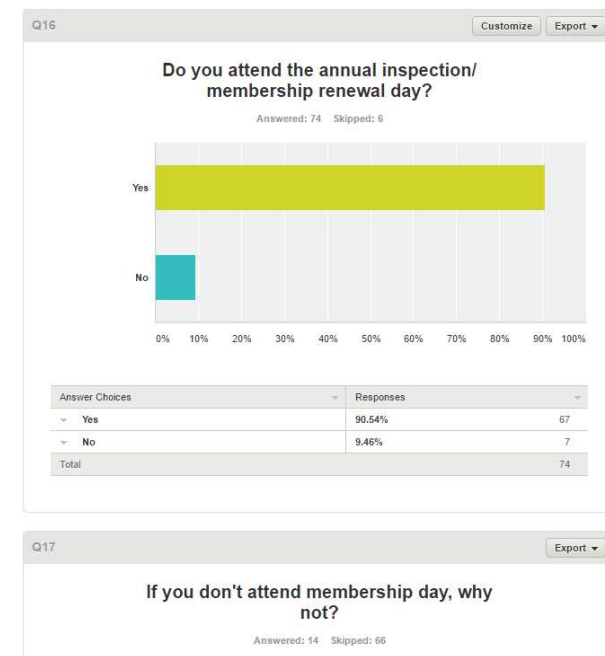 Q16
Customize
Export
Do you attend the annual inspection/
membership renewal day?
Answered: 74 Skipped: 6
Yes
No
0% 10% 20% 30% 40% 50% 60% 70% 80% 90% 100%
Answer Choices Responses
Yes 90.54% 67
No 9.46% 7
Total 74
Q17
Export
If you don't attend membership day, why
not?
Answered: 14 Skipped: 66